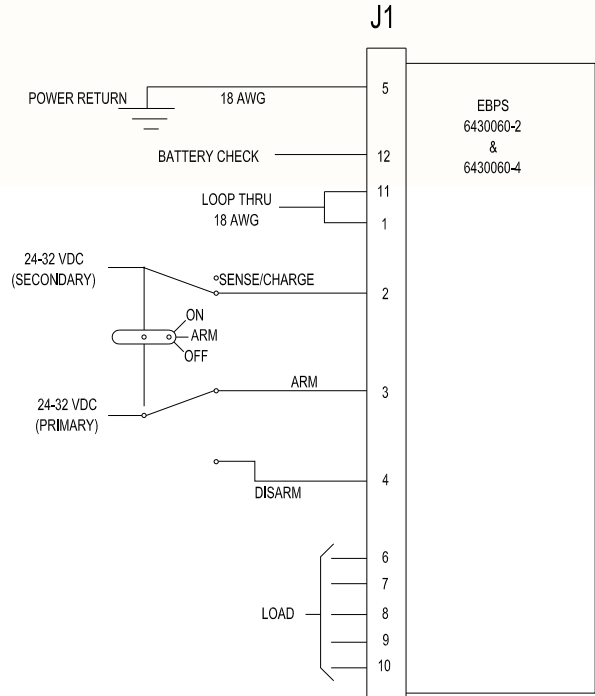 J1
POWER RETURN
18 AWG
5
EBPS
6430060-2
&
6430060-4
BATTERY CHECK
12
LOOP THRU
18 AWG
11
1
24-32 VDC
(SECONDARY)
SENSE/CHARGE
2
ON
ARM
OFF
24-32 VDC
(PRIMARY)
ARM
3
DISARM
4
LOAD
6
7
8
9
10